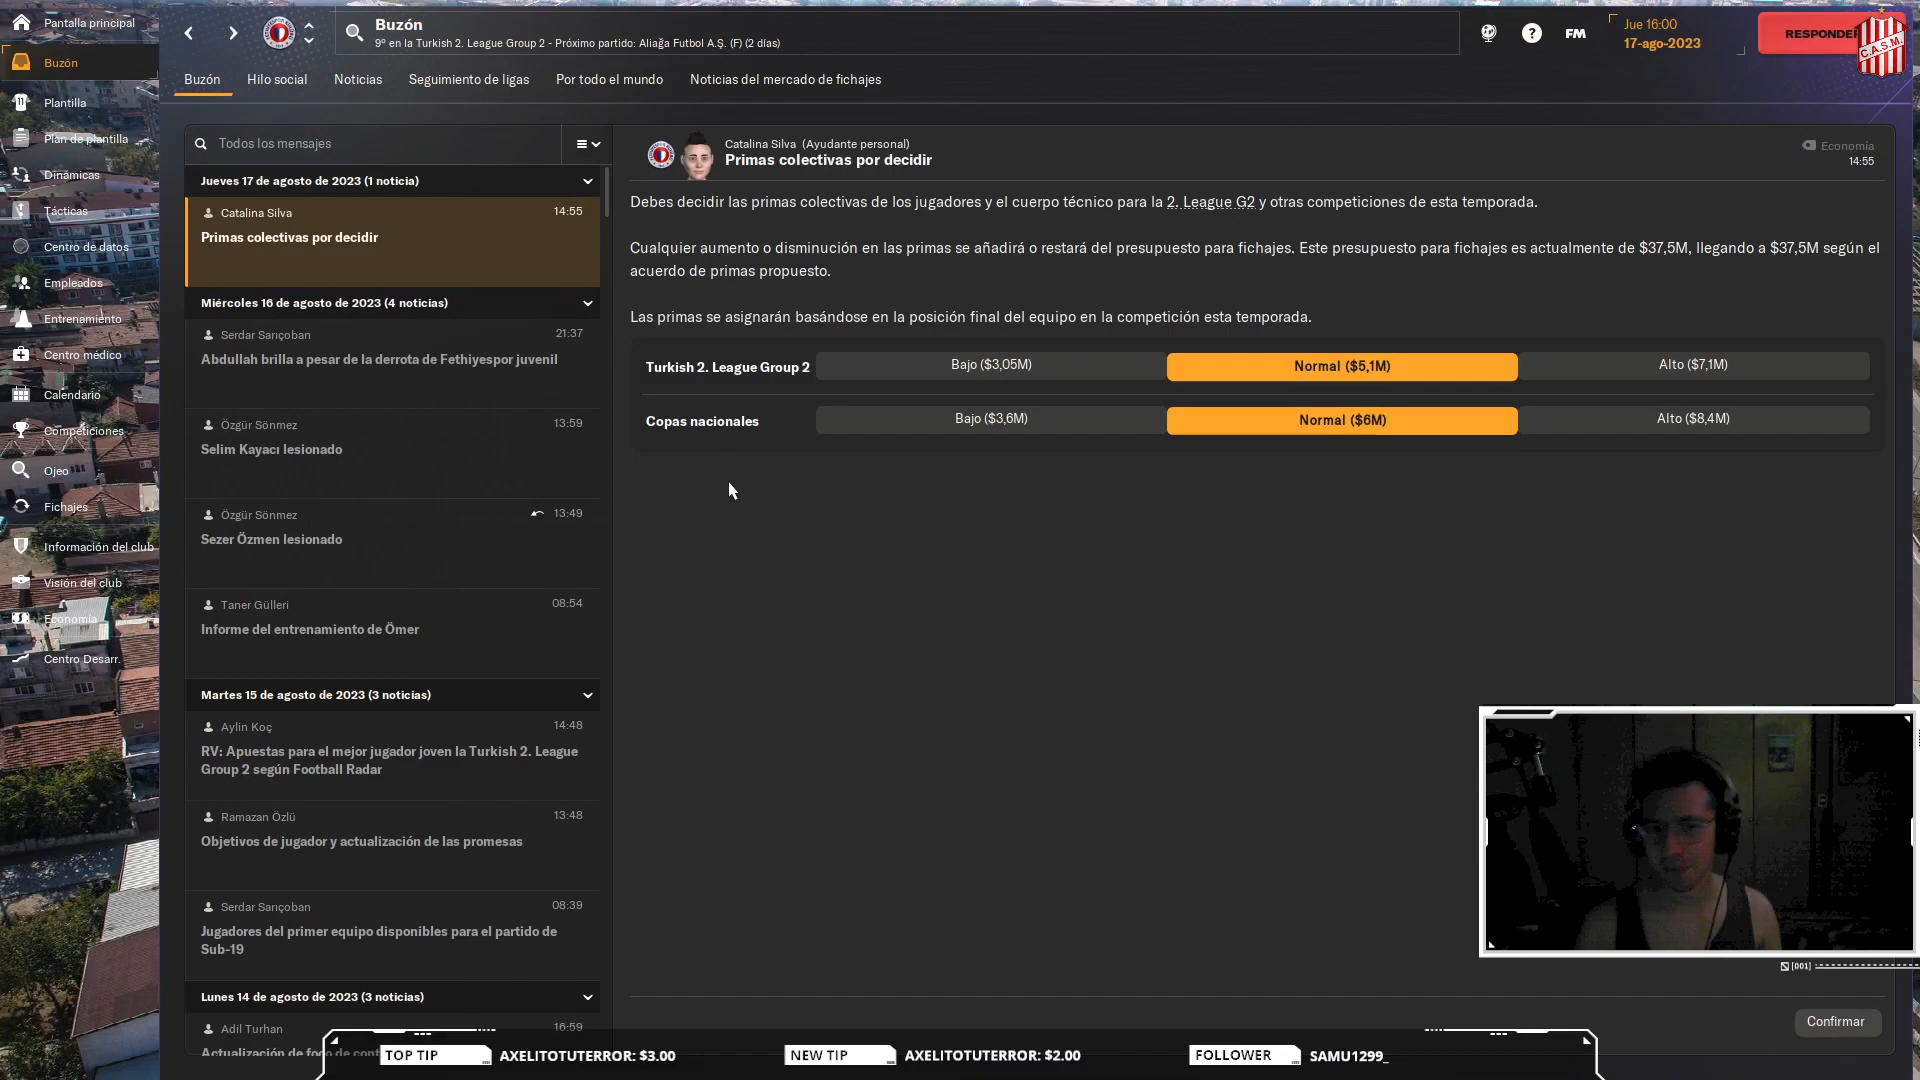 Pantalla principal
Buzón
Plantilla
Plan de plantilla
Dinámicas
Tácticas
Centro de datos
Empleados
Entrenamiento
Centro médico
Calendario
Competiciones
Ojeo
Fichajes
Información del club
Visión del club
Economía
Centro Desarr.
Buzón
9º en la Turkish 2. League Group 2 - Próximo partido: Aliağa Futbol A.Ş. (F) (2 días)
FM
Jue 16:00
17-ago-2023
RESPONDER
C.A.S.M.
Buzón
Hilo social
Noticias
Seguimiento de ligas
Por todo el mundo
Noticias del mercado de fichajes
Todos los mensajes
Jueves 17 de agosto de 2023 (1 noticia)
Catalina Silva 14:55
Primas colectivas por decidir
Miércoles 16 de agosto de 2023 (4 noticias)
Serdar Sarıçoban 21:37
Abdullah brilla a pesar de la derrota de Fethiyespor juvenil
Özgür Sönmez 13:59
Selim Kayacı lesionado
Özgür Sönmez 13:49
Sezer Özmen lesionado
Taner Gülleri 08:54
Informe del entrenamiento de Ömer
Martes 15 de agosto de 2023 (3 noticias)
Aylin Koç 14:48
RV: Apuestas para el mejor jugador joven la Turkish 2. League
Group 2 según Football Radar
Ramazan Özlü 13:48
Objetivos de jugador y actualización de las promesas
Serdar Sarıçoban 08:39
Jugadores del primer equipo disponibles para el partido de
Sub-19
Lunes 14 de agosto de 2023 (3 noticias)
Adil Turhan 16:59
Actualización de foco de
Catalina Silva (Ayudante personal)
Primas colectivas por decidir
Economía
14:55
Debes decidir las primas colectivas de los jugadores y el cuerpo técnico para la 2. League G2 y otras competiciones de esta temporada.
Cualquier aumento o disminución en las primas se añadirá o restará del presupuesto para fichajes. Este presupuesto para fichajes es actualmente de $37,5M, llegando a $37,5M según el
acuerdo de primas propuesto.
Las primas se asignarán basándose en la posición final del equipo en la competición esta temporada.
Turkish 2. League Group 2 Bajo ($3,05M) Normal ($5,1M) Alto ($7,1M)
Copas nacionales Bajo ($3,6M) Normal ($6M) Alto ($8,4M)
[001]
Confirmar
TOP TIP AXELITOTUTERROR: $3.00
NEW TIP AXELITOTUTERROR: $2.00
FOLLOWER SAMU1299_